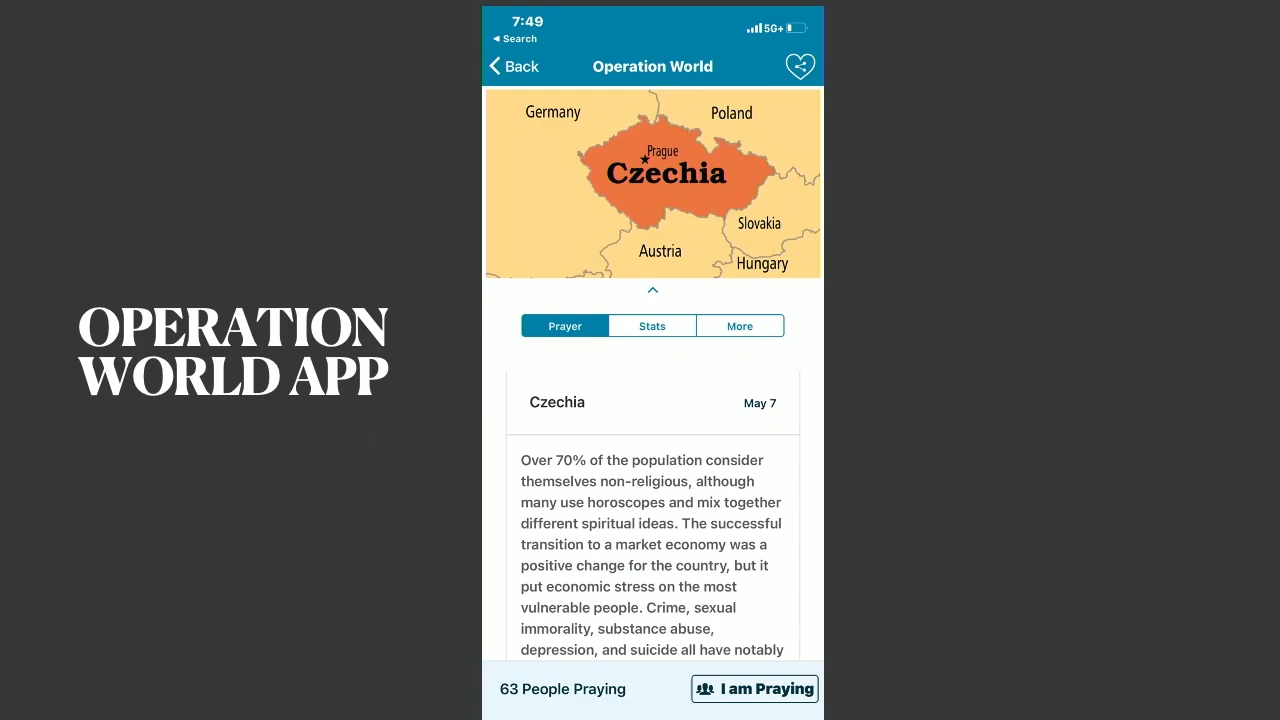 OPERATION
WORLD APP
7:49
5G+
◄ Search
Back
Operation World
Germany
Poland
Prague
Czechia
Slovakia
Austria
Hungary
Prayer
Stats
More
Czechia
May 7
Over 70% of the population consider
themselves non-religious, although
many use horoscopes and mix together
different spiritual ideas. The successful
transition to a market economy was a
positive change for the country, but it
put economic stress on the most
vulnerable people. Crime, sexual
immorality, substance abuse,
depression, and suicide all have notably
63 People Praying
I am Praying